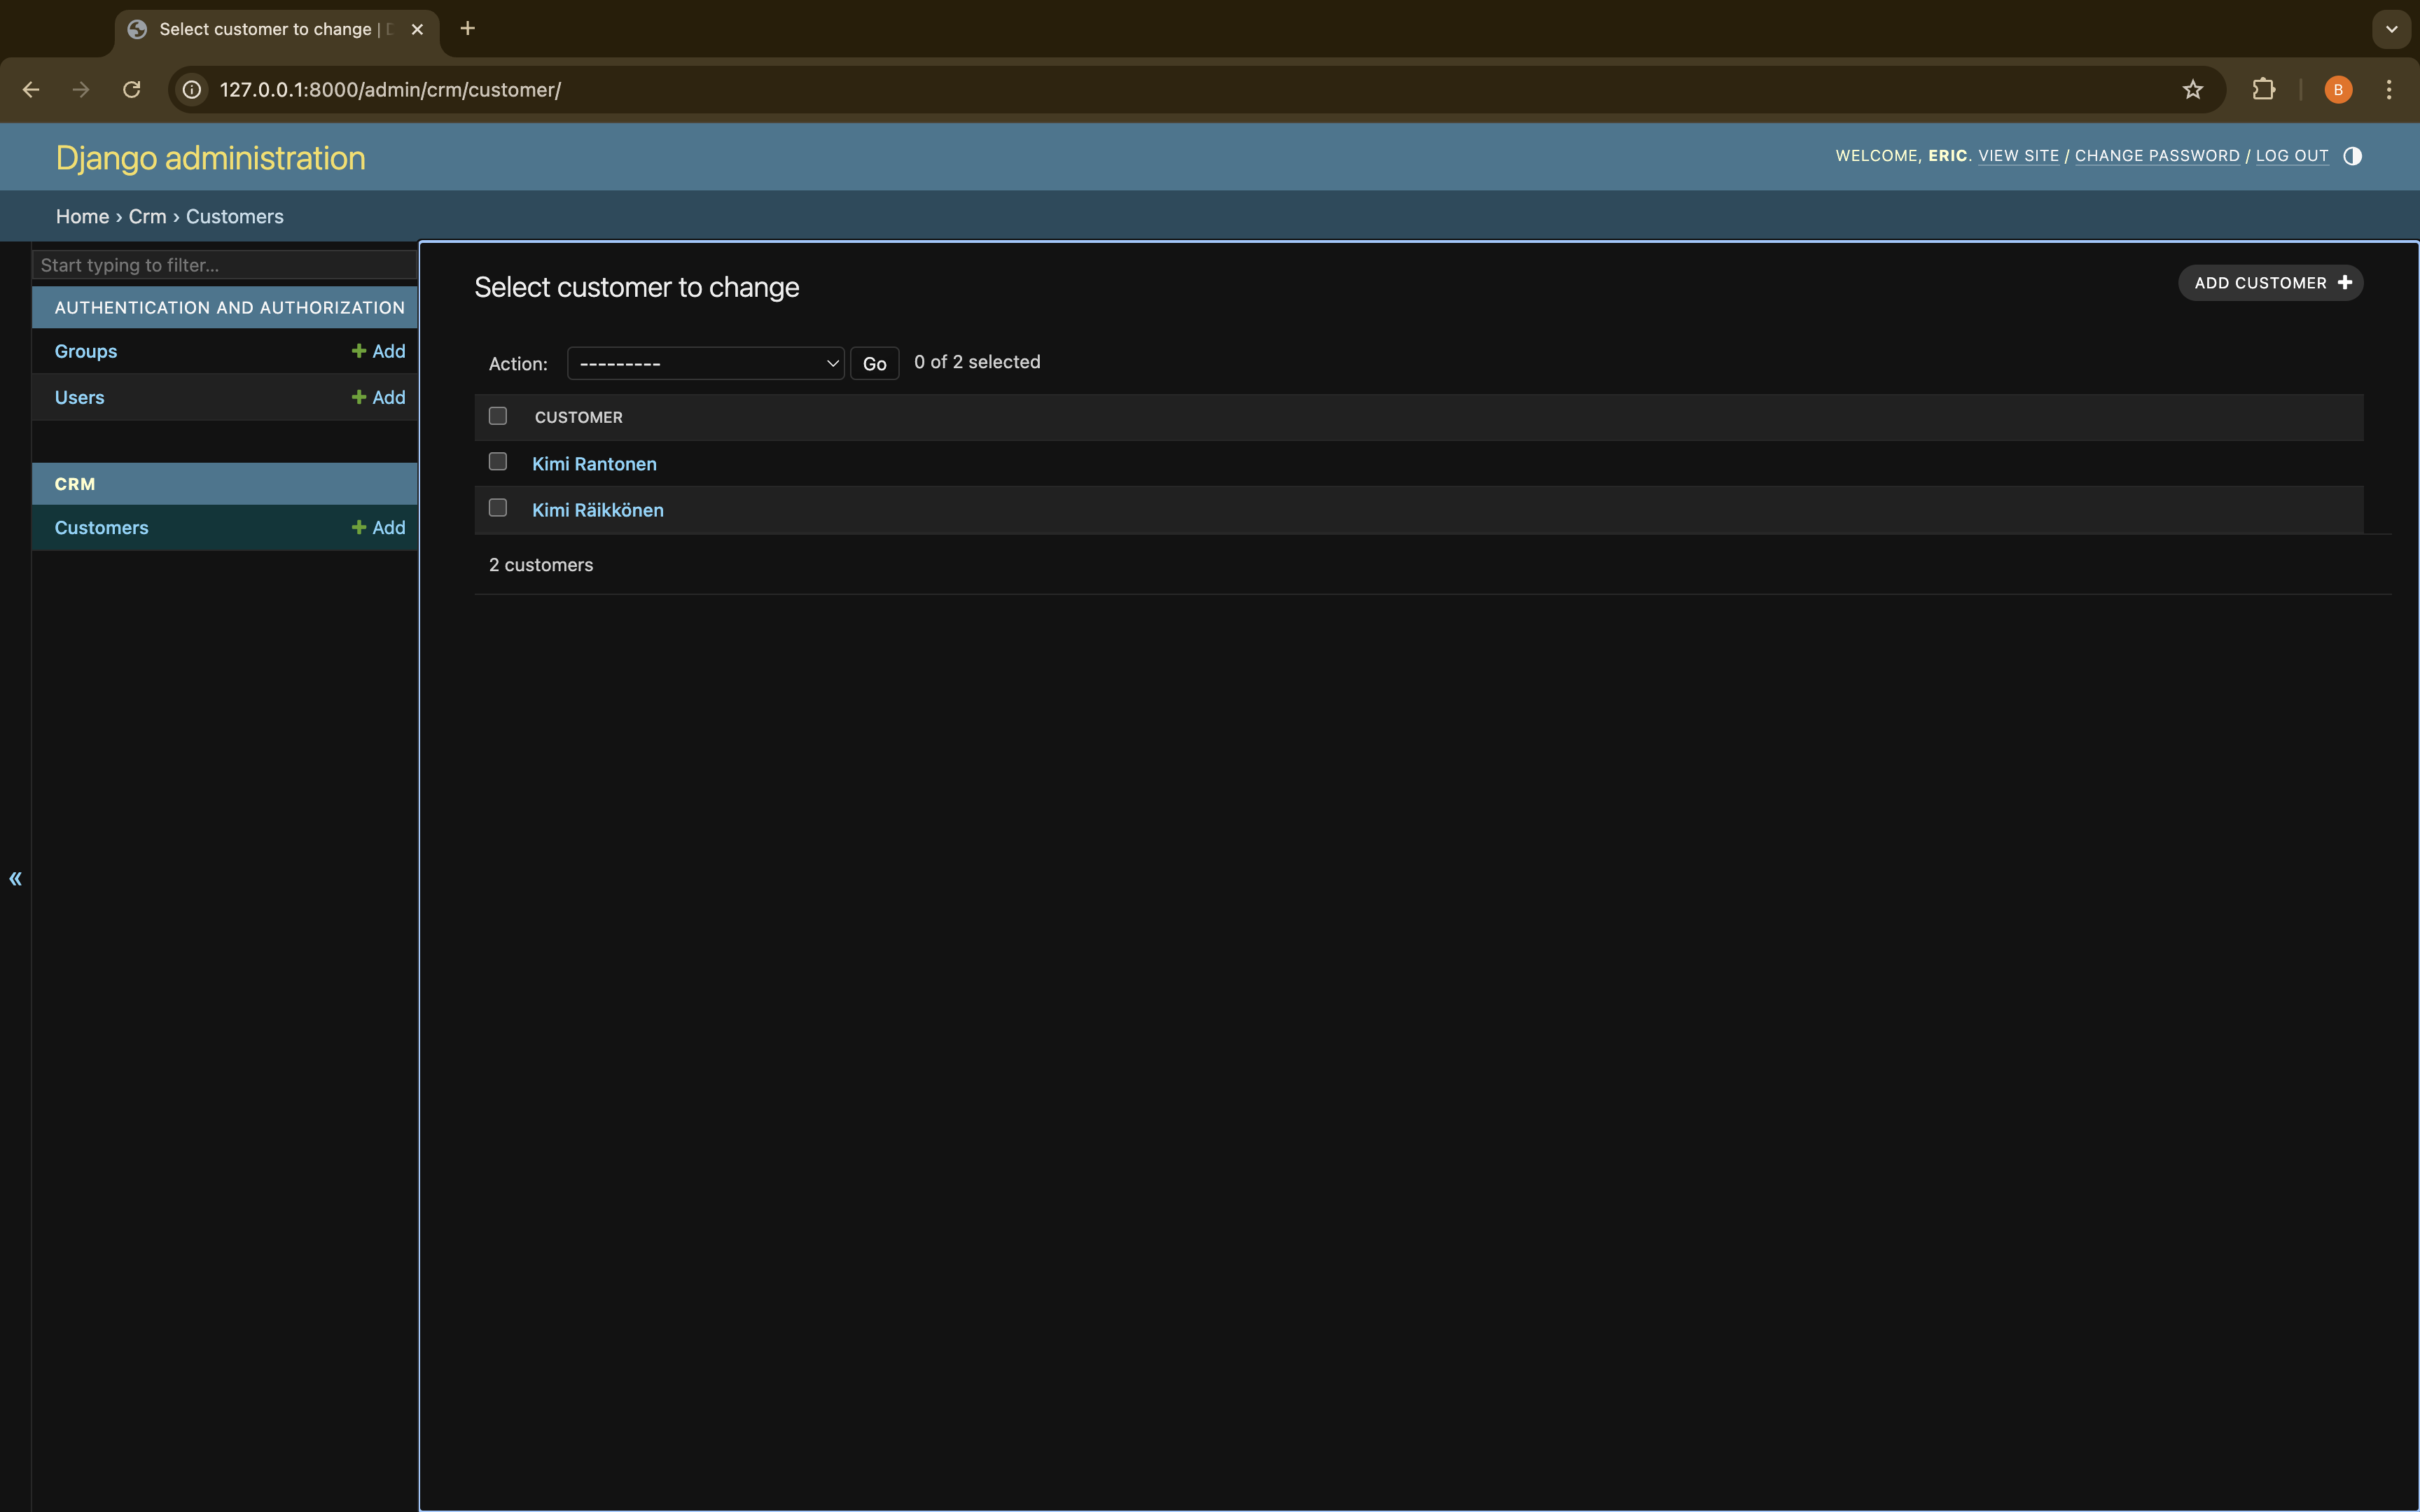 Select customer to change |
127.0.0.1:8000/admin/crm/customer/
B
Django administration
WELCOME, ERIC. VIEW SITE / CHANGE PASSWORD / LOG OUT
Home › Crm › Customers
Start typing to filter...
AUTHENTICATION AND AUTHORIZATION
Groups + Add
Users + Add
CRM
Customers + Add
«
Select customer to change
ADD CUSTOMER +
Action: --------- Go 0 of 2 selected
CUSTOMER
Kimi Rantonen
Kimi Räikkönen
2 customers